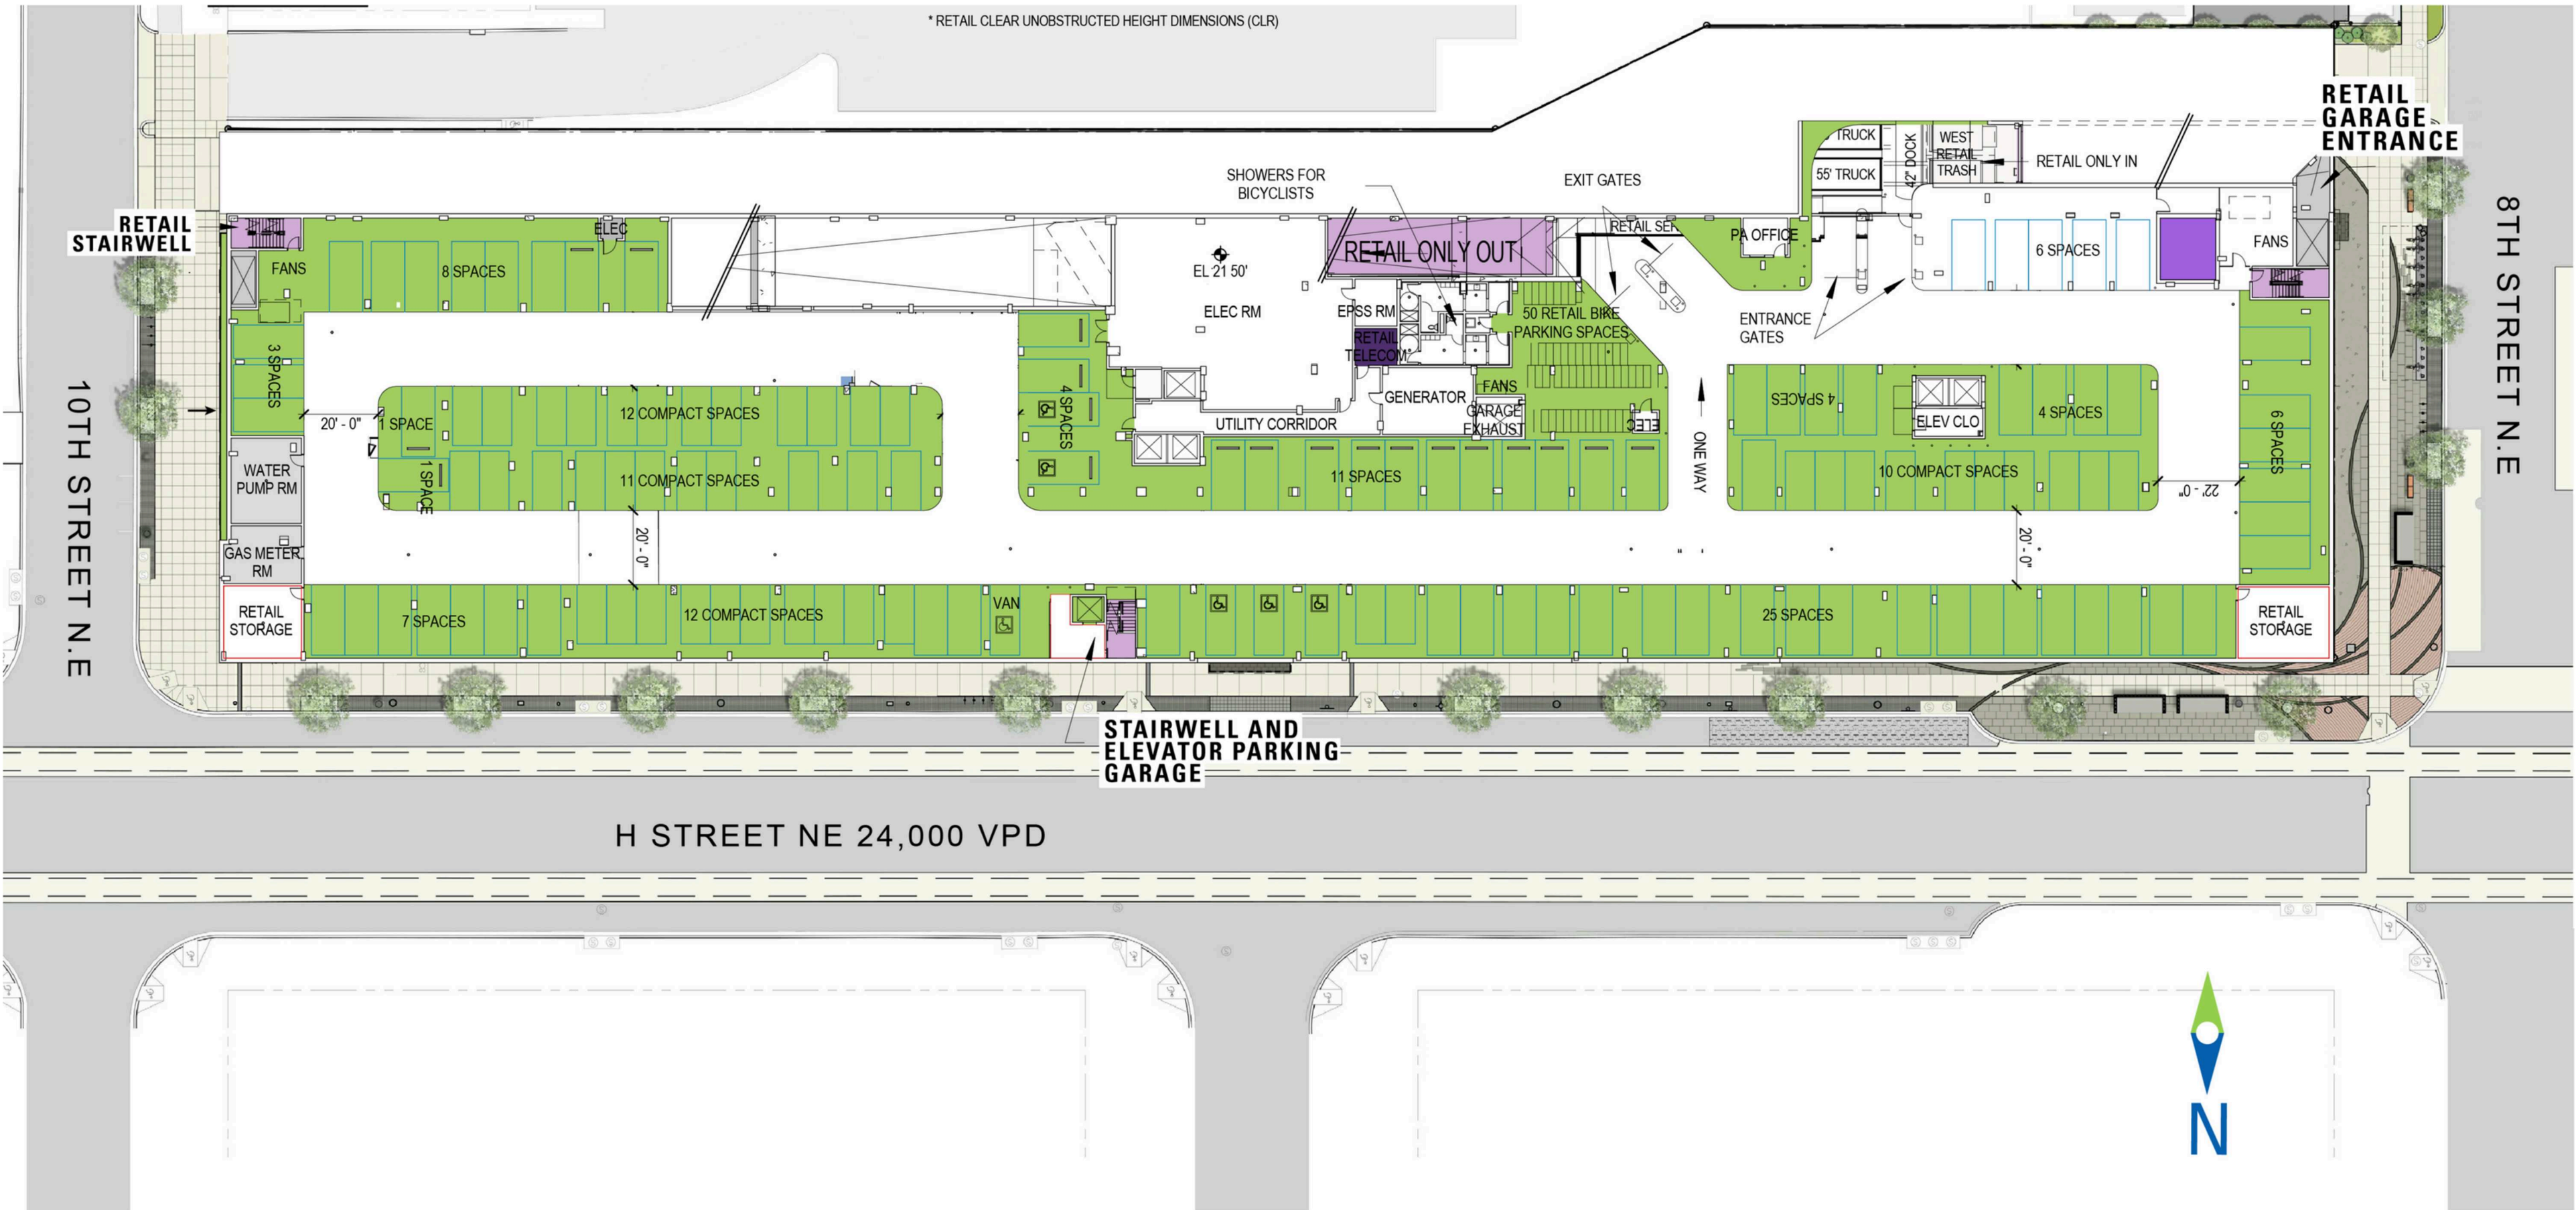 * RETAIL CLEAR UNOBSTRUCTED HEIGHT DIMENSIONS (CLR)
RETAIL
GARAGE
ENTRANCE
TRUCK
55' TRUCK
42" DOCK
WEST
RETAIL
TRASH
RETAIL ONLY IN
SHOWERS FOR
BICYCLISTS
EXIT GATES
RETAIL
STAIRWELL
ELEC
FANS
8 SPACES
EL 21 50'
ELEC RM
RETAIL ONLY OUT
RETAIL SER
PA OFFICE
6 SPACES
FANS
8TH STREET N.E
EPSS RM
RETAIL
TELECOM
50 RETAIL BIKE
PARKING SPACES
ENTRANCE
GATES
3 SPACES
10TH STREET N.E
20' - 0"
1 SPACE
12 COMPACT SPACES
4 SPACES
UTILITY CORRIDOR
GENERATOR
FANS
GARAGE
EXHAUST
ELEC
ONE WAY
4 SPACES
ELEV CLO
4 SPACES
6 SPACES
WATER
PUMP RM
1 SPACE
11 COMPACT SPACES
11 SPACES
10 COMPACT SPACES
22' - 0"
GAS METER
RM
20' - 0"
20' - 0"
RETAIL
STORAGE
7 SPACES
12 COMPACT SPACES
VAN
25 SPACES
RETAIL
STORAGE
STAIRWELL AND
ELEVATOR PARKING
GARAGE
H STREET NE 24,000 VPD
N